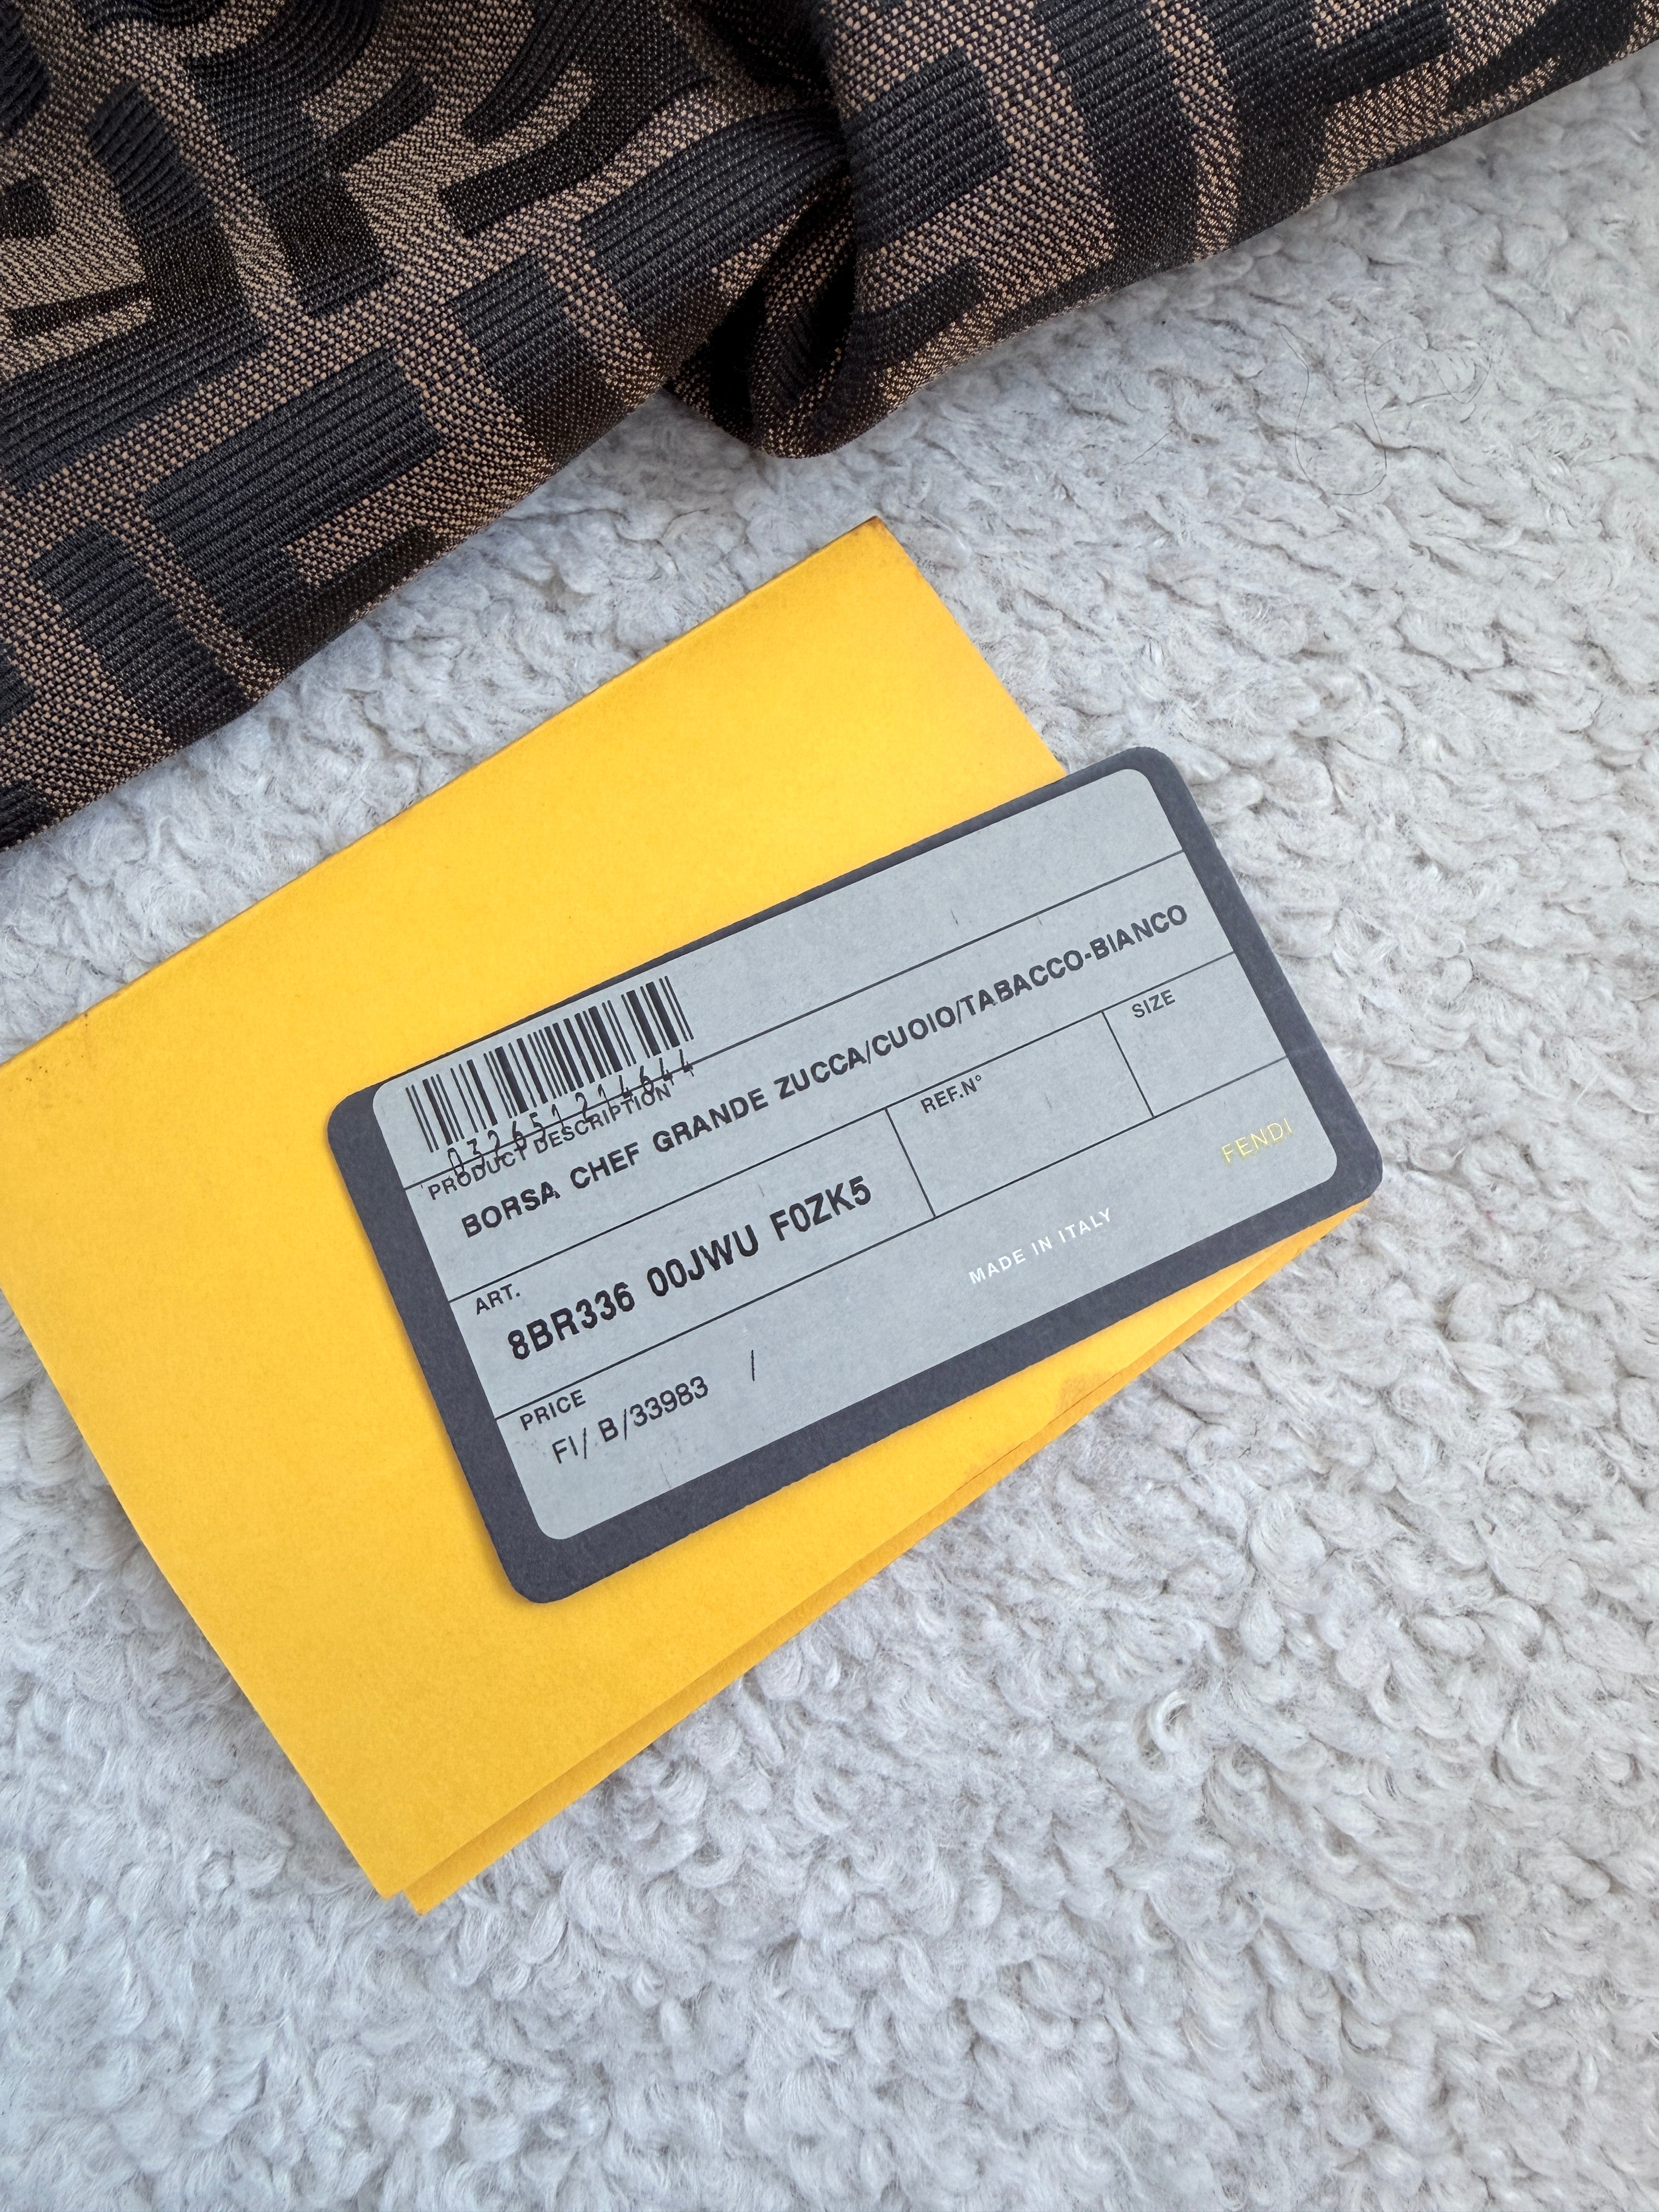 032651214644
PRODUCT DESCRIPTION
BORSA CHEF GRANDE ZUCCA/CUOIO/TABACCO-BIANCO
ART.
8BR336 00JWU F0ZK5
REF.N°
SIZE
PRICE
FI/ B/33983 /
MADE IN ITALY
FENDI